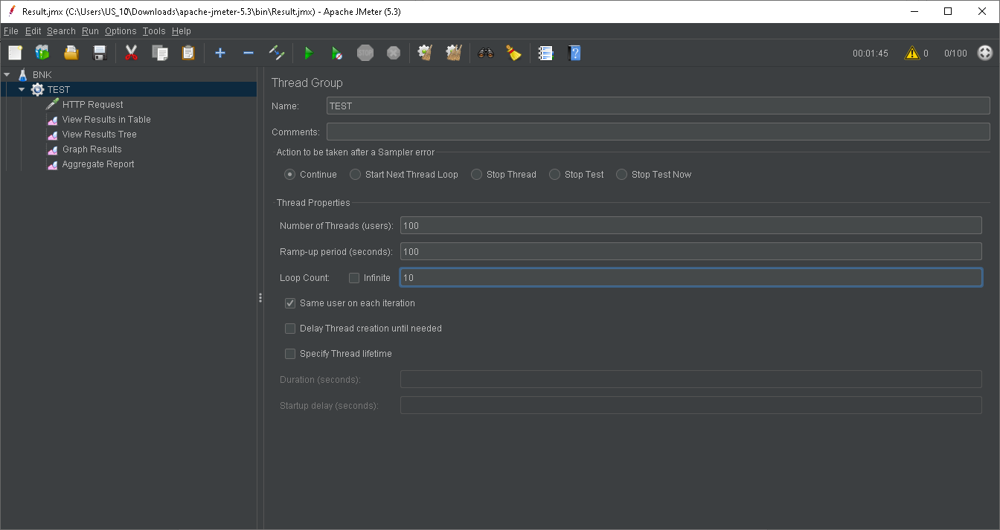 Result.jmx (C:\Users\US_10\Downloads\apache-jmeter-5.3\bin\Result.jmx) - Apache JMeter (5.3)
File Edit Search Run Options Tools Help
STOP
00:01:45 0 0/100
BNK
TEST
HTTP Request
View Results in Table
View Results Tree
Graph Results
Aggregate Report
Thread Group
Name: TEST
Comments:
Action to be taken after a Sampler error
Continue Start Next Thread Loop Stop Thread Stop Test Stop Test Now
Thread Properties
Number of Threads (users): 100
Ramp-up period (seconds): 100
Loop Count: Infinite 10
Same user on each iteration
Delay Thread creation until needed
Specify Thread lifetime
Duration (seconds):
Startup delay (seconds):